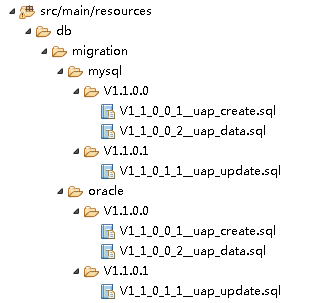 src/main/resources
db
migration
mysql
V1.1.0.0
V1_1_0_0_1__uap_create.sql
V1_1_0_0_2__uap_data.sql
V1.1.0.1
V1_1_0_1_1__uap_update.sql
oracle
V1.1.0.0
V1_1_0_0_1__uap_create.sql
V1_1_0_0_2__uap_data.sql
V1.1.0.1
V1_1_0_1_1__uap_update.sql